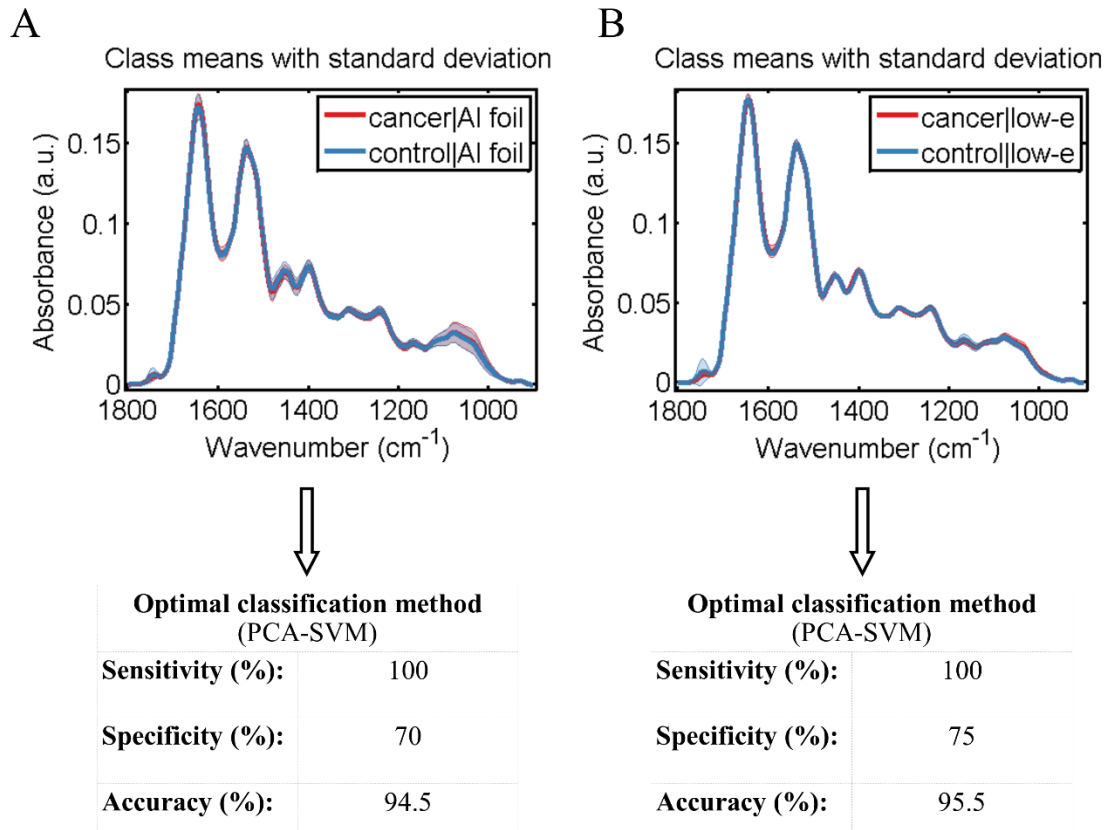 A
Class means with standard deviation
cancer|Al foil
control|Al foil
0.15
0.1
0.05
0
Absorbance (a.u.)
1800 1600 1400 1200 1000
Wavenumber (cm⁻¹)
Optimal classification method
(PCA-SVM)
Sensitivity (%): 100
Specificity (%): 70
Accuracy (%): 94.5
B
Class means with standard deviation
cancer|low-e
control|low-e
0.15
0.1
0.05
0
Absorbance (a.u.)
1800 1600 1400 1200 1000
Wavenumber (cm⁻¹)
Optimal classification method
(PCA-SVM)
Sensitivity (%): 100
Specificity (%): 75
Accuracy (%): 95.5